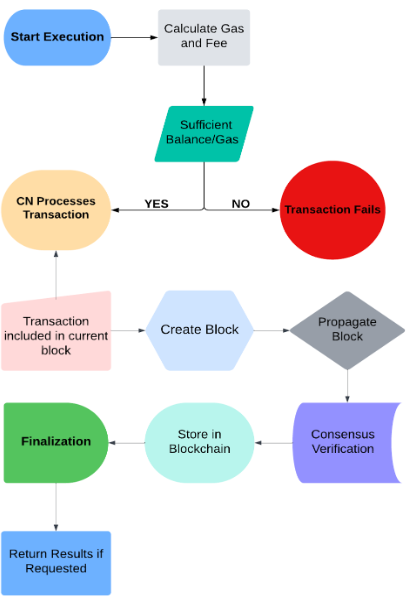 Start Execution
Calculate Gas
and Fee
Sufficient
Balance/Gas
CN Processes
Transaction
YES
NO
Transaction Fails
Transaction
included in current
block
Create Block
Propagate
Block
Finalization
Store in
Blockchain
Consensus
Verification
Return Results if
Requested